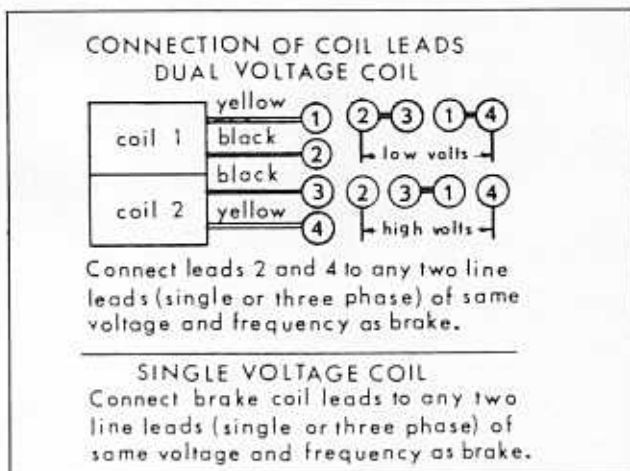 CONNECTION OF COIL LEADS
DUAL VOLTAGE COIL
yellow
coil 1
1
black
2
black
3
coil 2
yellow
4
2 3 1 4
low volts
2 3 1 4
high volts
Connect leads 2 and 4 to any two line
leads (single or three phase) of same
voltage and frequency as brake.
SINGLE VOLTAGE COIL
Connect brake coil leads to any two
line leads (single or three phase) of
same voltage and frequency as brake.